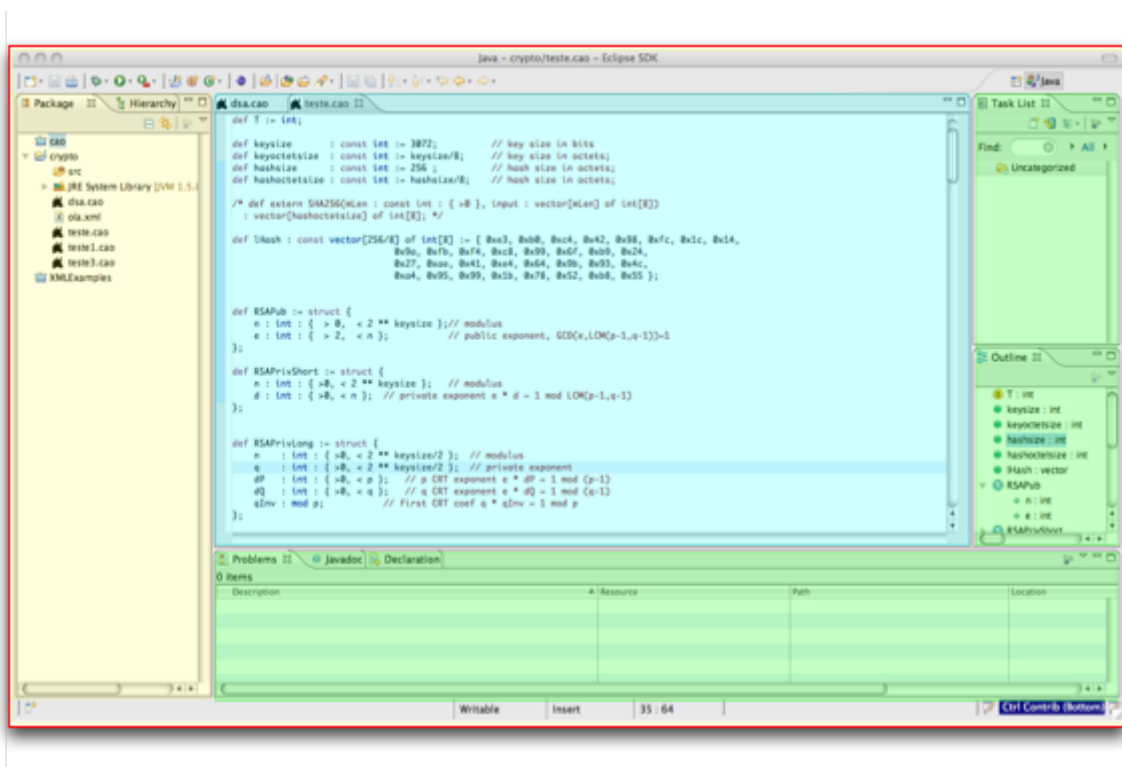 Java - crypto/teste.cao - Eclipse SDK
Java
Package Hierarchy
cao
crypto
src
JRE System Library [JVM 1.5.
dsa.cao
ola.xml
teste.cao
teste1.cao
teste3.cao
XMLExamples
dsa.cao teste.cao
def T := int;
def keysize : const int := 3072; // key size in bits
def keyoctetsize : const int := keysize/8; // key size in octets;
def hashsize : const int := 256 ; // hash size in octets;
def hashoctetsize : const int := hashsize/8; // hash size in octets;
/* def extern SHA256(mLen : const int : { >0 }, input : vector[mLen] of int[8])
: vector[hashoctetsize] of int[8]; */
def lHash : const vector[256/8] of int[8] := { 0xe3, 0xb0, 0xc4, 0x42, 0x98, 0xfc, 0x1c, 0x14,
0x9a, 0xfb, 0xf4, 0xc8, 0x99, 0x6f, 0xb9, 0x24,
0x27, 0xae, 0x41, 0xe4, 0x64, 0x9b, 0x93, 0x4c,
0xa4, 0x95, 0x99, 0x1b, 0x78, 0x52, 0xb8, 0x55 };
def RSAPub := struct {
n : int : { > 0, < 2 ** keysize };// modulus
e : int : { > 2, < n }; // public exponent, GCD(e,LCM(p-1,q-1))=1
};
def RSAPrivShort := struct {
n : int : { >0, < 2 ** keysize }; // modulus
d : int : { >0, < n }; // private exponent e * d = 1 mod LCM(p-1,q-1)
};
def RSAPrivLong := struct {
n : int : { >0, < 2 ** keysize/2 }; // modulus
q : int : { >0, < 2 ** keysize/2 }; // private exponent
dP : int : { >0, < p }; // p CRT exponent e * dP = 1 mod (p-1)
dQ : int : { >0, < q }; // q CRT exponent e * dQ = 1 mod (q-1)
qInv : mod p; // first CRT coef q * qInv = 1 mod p
};
Task List
Find: All
Uncategorized
Outline
T : int
keysize : int
keyoctetsize : int
hashsize : int
hashoctetsize : int
lHash : vector
RSAPub
n : int
e : int
RSAPrivShort
Problems Javadoc Declaration
0 items
Description Resource Path Location
Writable Insert 35 : 64
Ctrl Contrib (Bottom)